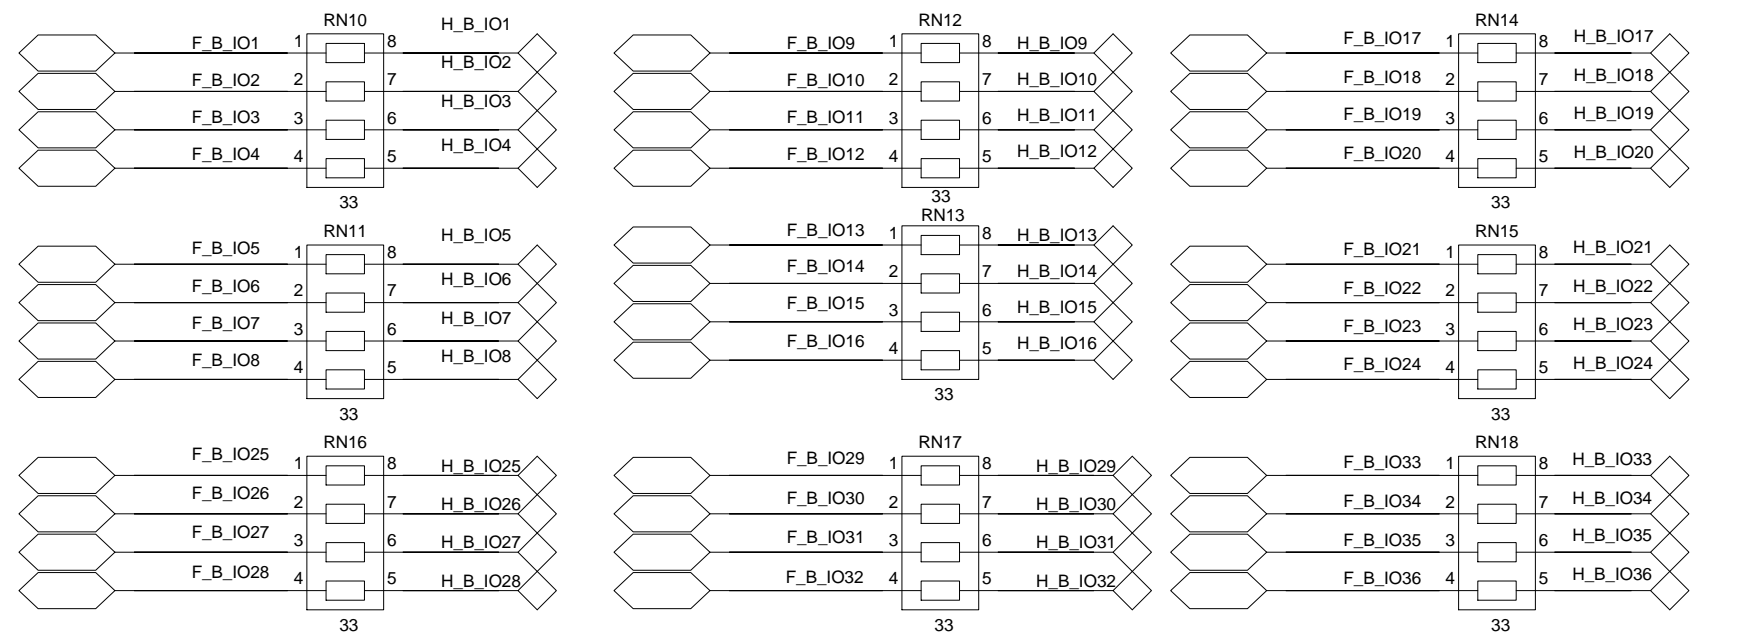 RN10 H_B_IO1 RN12 RN14
F_B_IO1 1 8 F_B_IO9 1 8 H_B_IO9 F_B_IO17 1 8 H_B_IO17
H_B_IO2
F_B_IO2 2 7 F_B_IO10 2 7 H_B_IO10 F_B_IO18 2 7 H_B_IO18
H_B_IO3
F_B_IO3 3 6 F_B_IO11 3 6 H_B_IO11 F_B_IO19 3 6 H_B_IO19
H_B_IO4
F_B_IO4 4 5 F_B_IO12 4 5 H_B_IO12 F_B_IO20 4 5 H_B_IO20
33 33 33
RN11 H_B_IO5 RN13 RN15
F_B_IO5 1 8 F_B_IO13 1 8 H_B_IO13 F_B_IO21 1 8 H_B_IO21
H_B_IO6
F_B_IO6 2 7 F_B_IO14 2 7 H_B_IO14 F_B_IO22 2 7 H_B_IO22
H_B_IO7
F_B_IO7 3 6 F_B_IO15 3 6 H_B_IO15 F_B_IO23 3 6 H_B_IO23
H_B_IO8
F_B_IO8 4 5 F_B_IO16 4 5 H_B_IO16 F_B_IO24 4 5 H_B_IO24
33 33 33
RN16 RN17 RN18
F_B_IO25 1 8 H_B_IO25 F_B_IO29 1 8 H_B_IO29 F_B_IO33 1 8 H_B_IO33
F_B_IO26 2 7 H_B_IO26 F_B_IO30 2 7 H_B_IO30 F_B_IO34 2 7 H_B_IO34
F_B_IO27 3 6 H_B_IO27 F_B_IO31 3 6 H_B_IO31 F_B_IO35 3 6 H_B_IO35
F_B_IO28 4 5 H_B_IO28 F_B_IO32 4 5 H_B_IO32 F_B_IO36 4 5 H_B_IO36
33 33 33